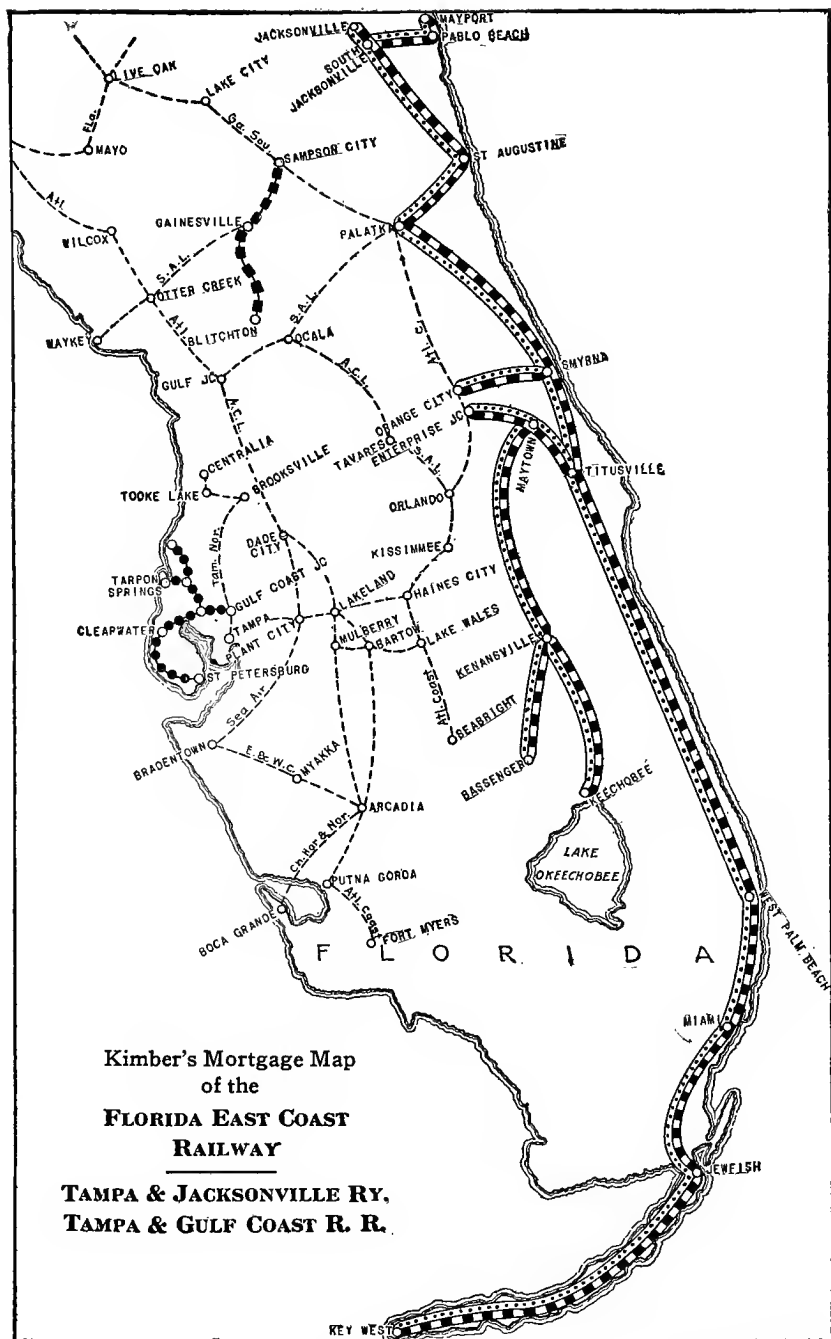 MAYPORT
JACKSONVILLE
PABLO BEACH
SOUTH
JACKSONVILLE
LIVE OAK
LAKE CITY
Fla.
Ga. Sou.
MAYO
SAMPSON CITY
ST AUGUSTINE
Atl.
GAINESVILLE
PALATKA
WILCOX
S.A.L.
OTTER CREEK
S.A.L.
Atl.
WAYKEY
BLITCHTON
OCALA
Atl. C.
SMYRNA
GULF JC
A.C.L.
A.C.L.
ORANGE CITY
ENTERPRISE JC
TAVARES
S.A.L.
CENTRALIA
BROOKSVILLE
MAYTOWN
TITUSVILLE
TOOKE LAKE
ORLANDO
DADE
CITY
KISSIMMEE
Tam. Nor.
TARPON
SPRINGS
GULF COAST JC
LAKELAND
HAINES CITY
CLEARWATER
TAMPA
PLANT CITY
MULBERRY
BARTOW
LAKE WALES
KENANSVILLE
ST PETERSBURG
Sea Air
Atl. Coast
SEABRIGHT
BRADENTOWN
E. & W. C.
MYAKKA
BASSENGER
KEECHOBEE
ARCADIA
Ch. Har & Nor.
LAKE
OKEECHOBEE
PUTNA GORDA
Atl. Coast
BOCA GRANDE
FORT MYERS
WEST PALM BEACH
FLORIDA
MIAMI
Kimber's Mortgage Map
of the
FLORIDA EAST COAST
RAILWAY
TAMPA & JACKSONVILLE RY,
TAMPA & GULF COAST R. R.
JEWFISH
KEY WEST